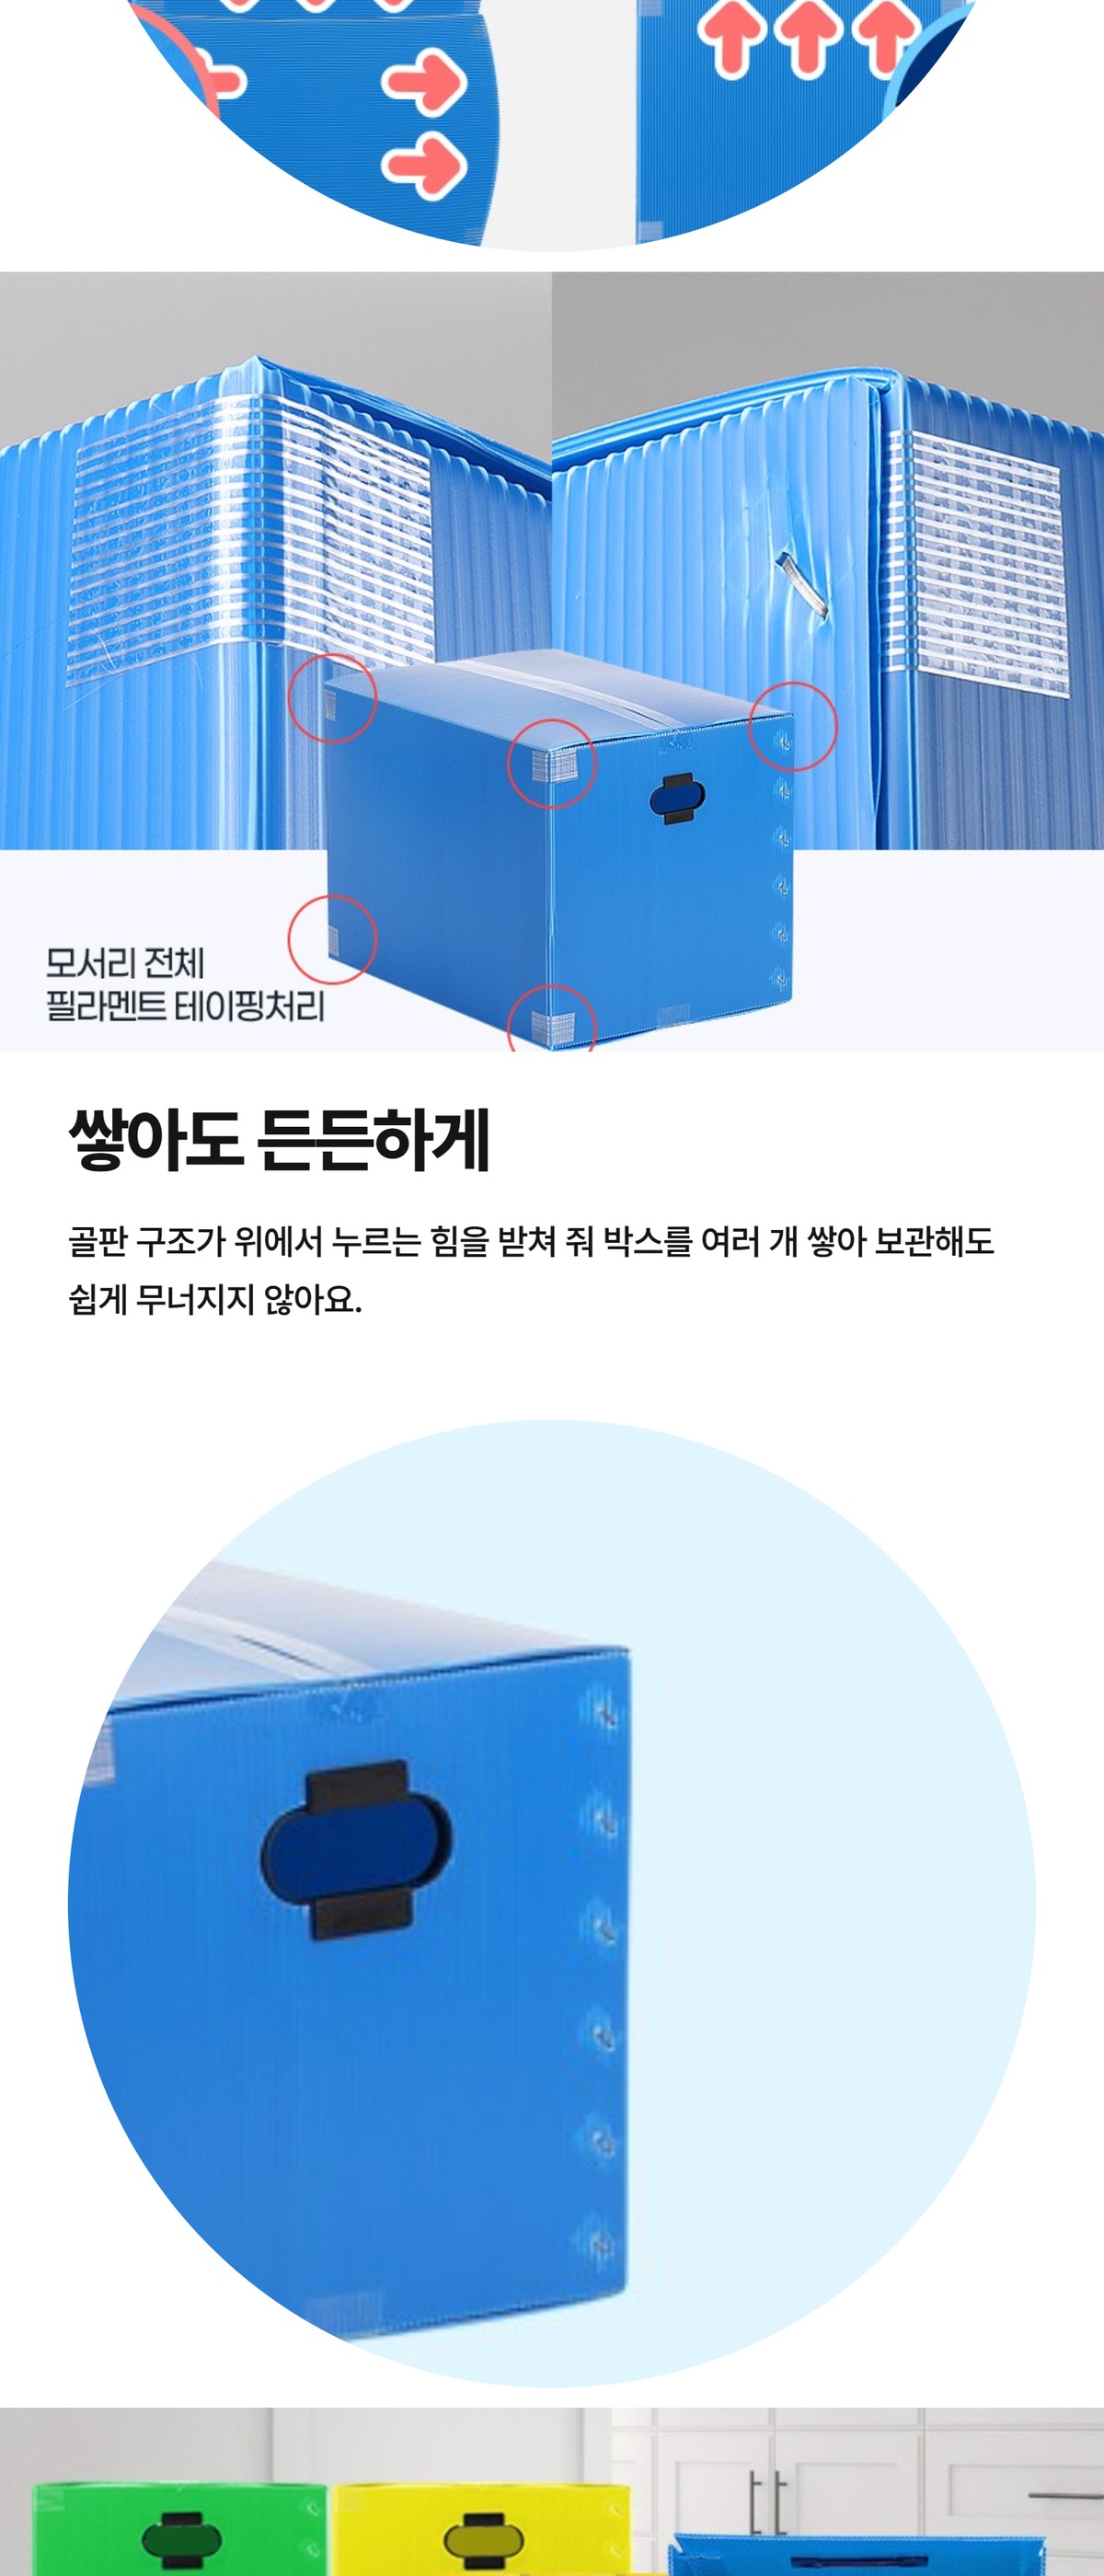 모서리 전체
필라멘트 테이핑처리
쌓아도 든든하게
골판 구조가 위에서 누르는 힘을 받쳐 줘 박스를 여러 개 쌓아 보관해도
쉽게 무너지지 않아요.